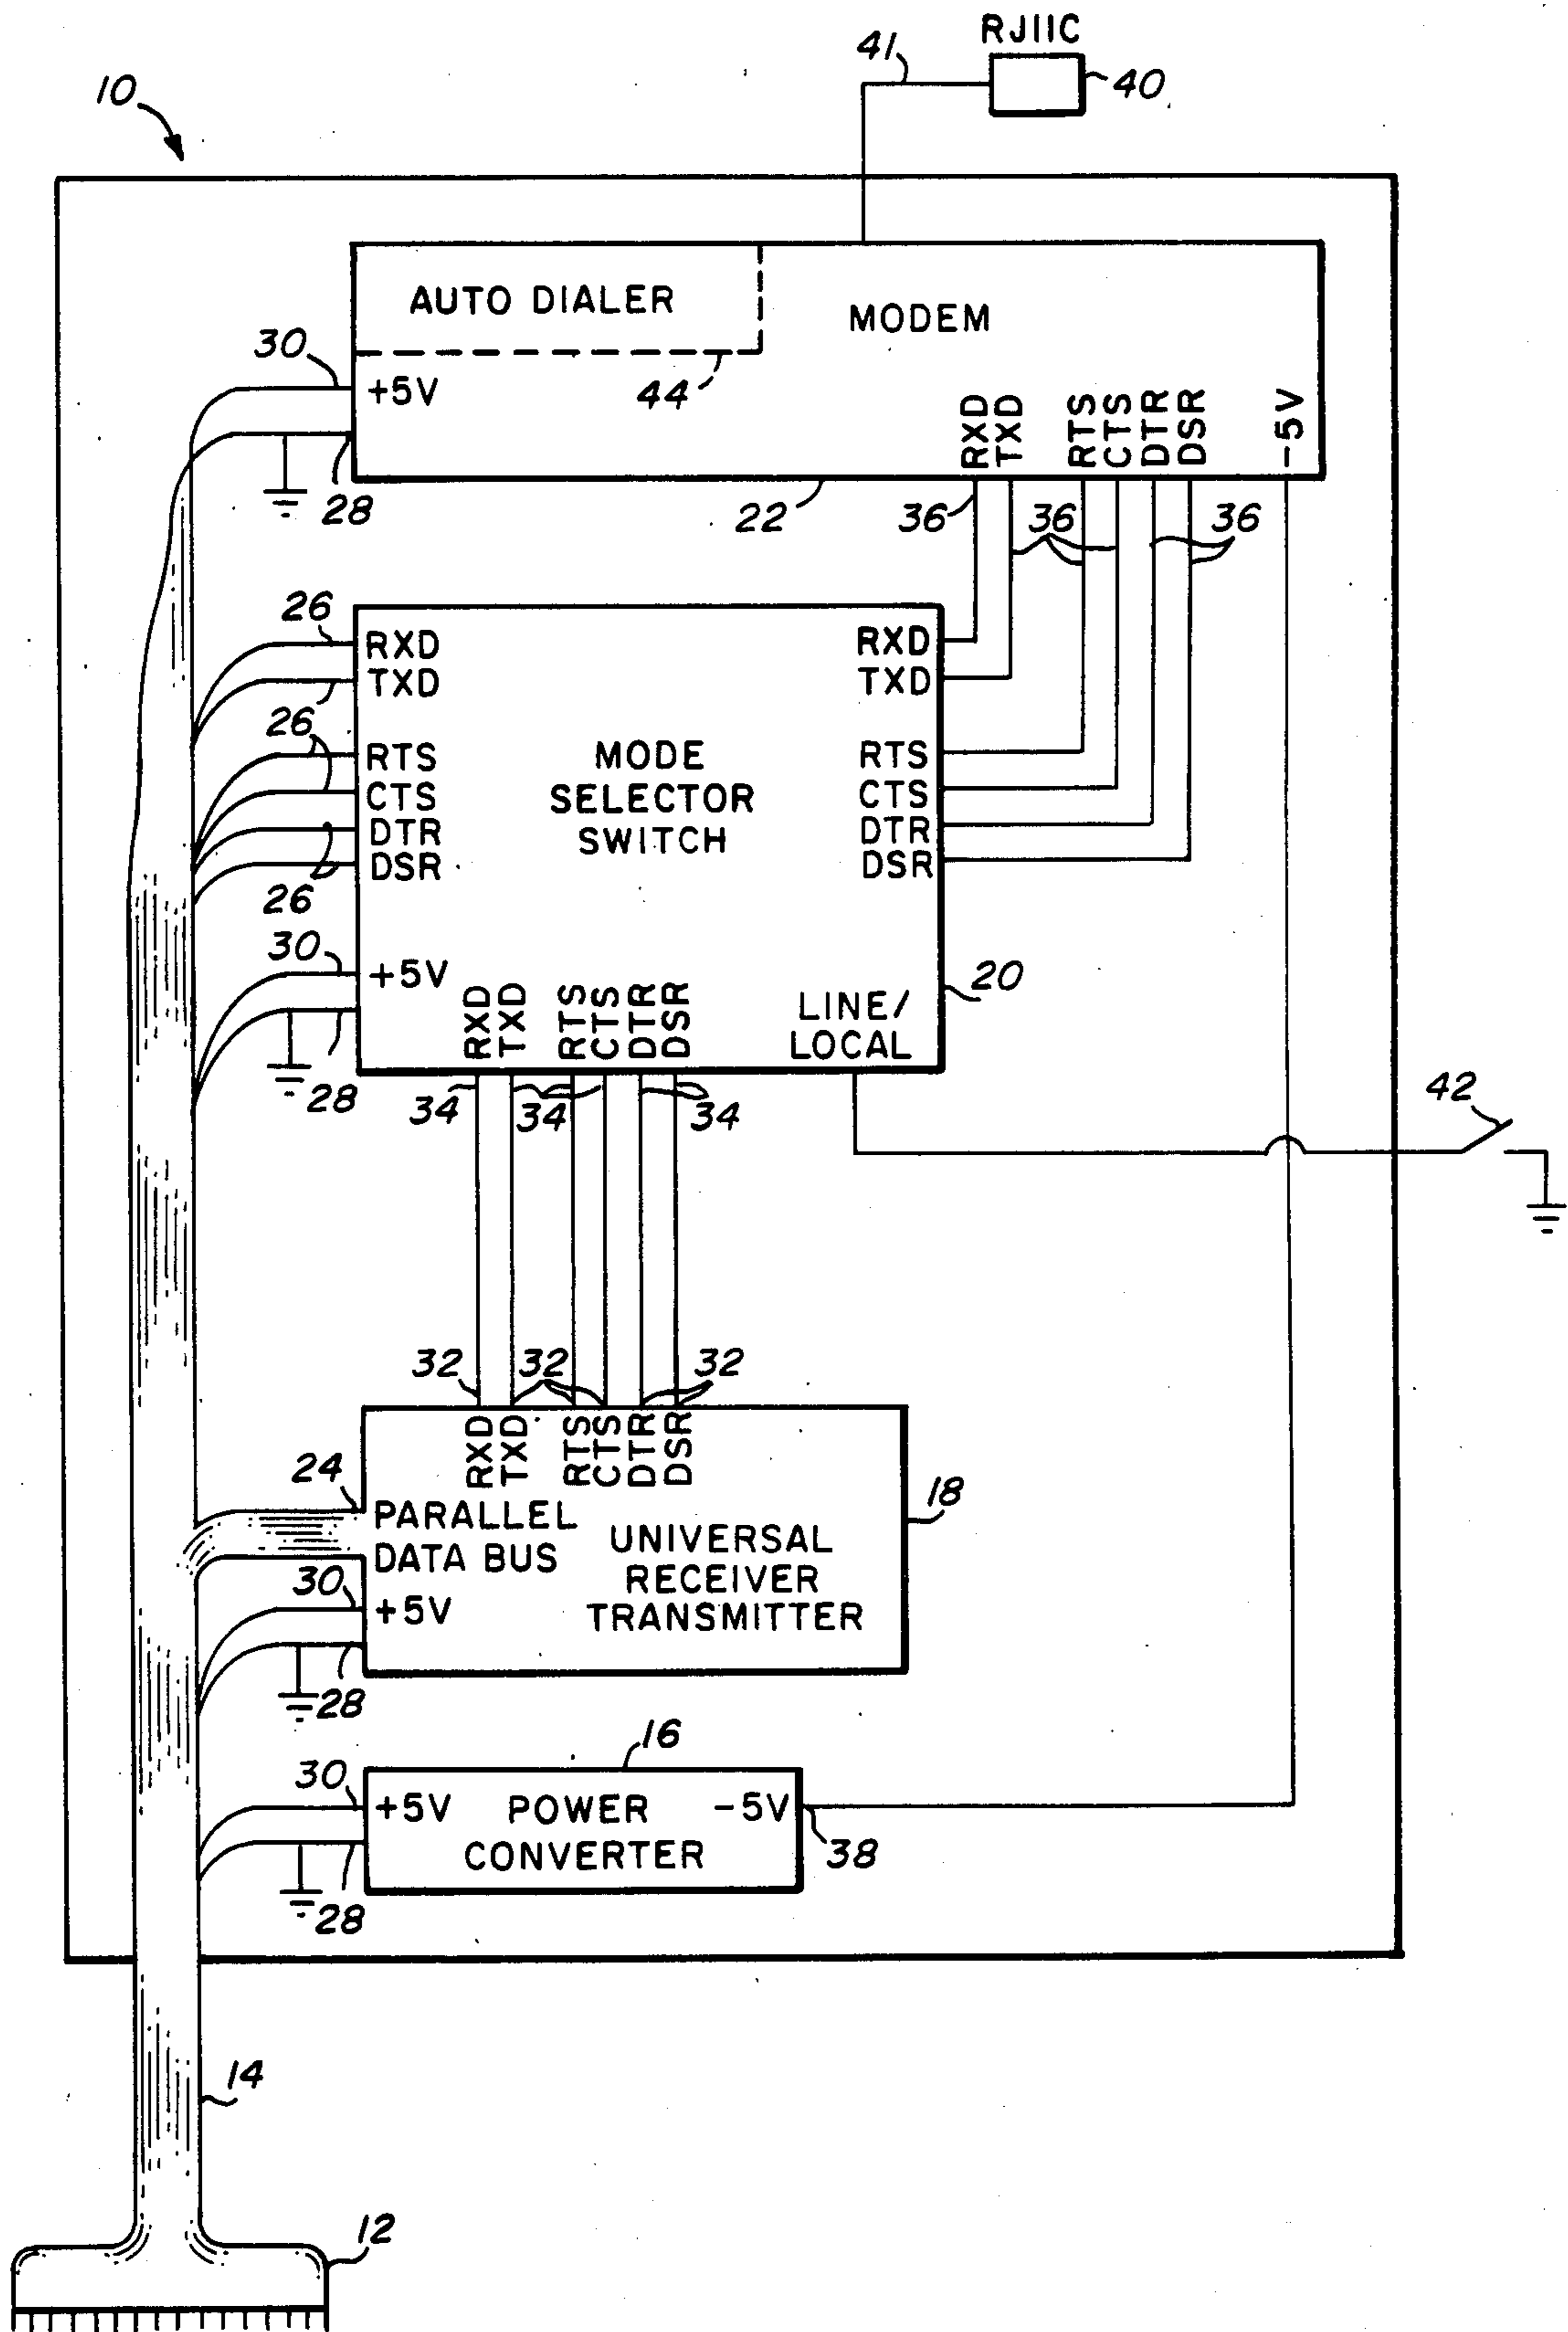 RJ11C
41
40
10
AUTO DIALER
MODEM
30
+5V
44
RXD
TXD
RTS
CTS
DTR
DSR
-5V
28
22
36
36
36
26
RXD
TXD
RXD
TXD
26
RTS
CTS
DTR
DSR
MODE
SELECTOR
SWITCH
RTS
CTS
DTR
DSR
26
30
+5V
20
RXD
TXD
RTS
CTS
DTR
DSR
LINE/
LOCAL
28
34
34
34
42
32
32
32
RXD
TXD
RTS
CTS
DTR
DSR
24
18
PARALLEL
DATA BUS
UNIVERSAL
RECEIVER
TRANSMITTER
30
+5V
28
16
30
+5V
POWER
CONVERTER
-5V
38
28
14
12